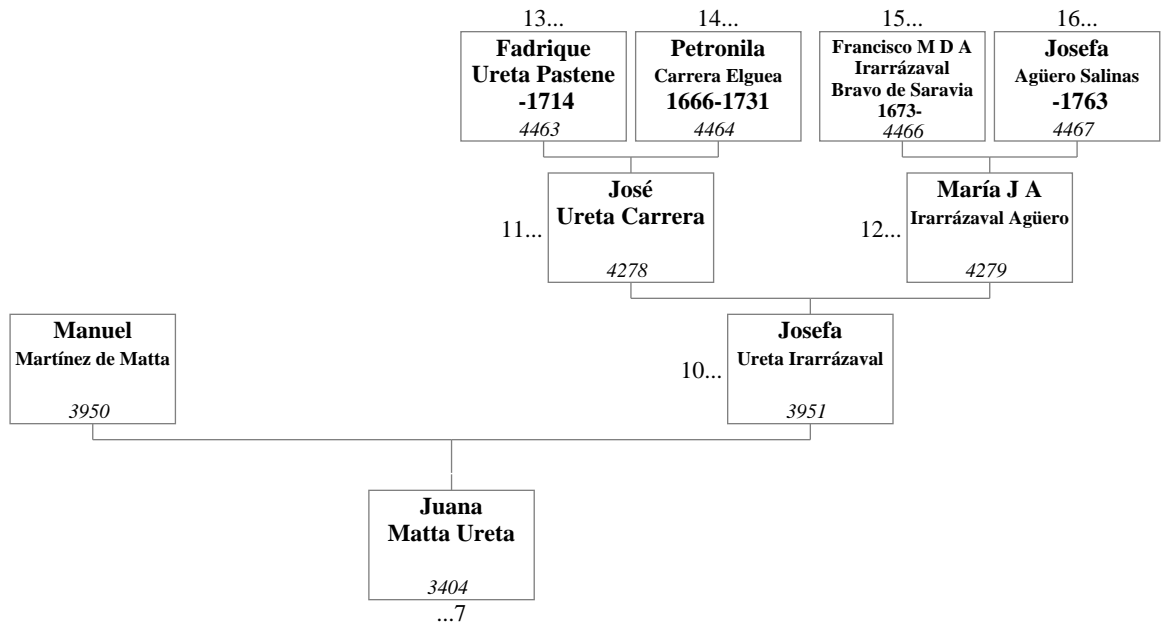 13...
Fadrique
Ureta Pastene
-1714
4463
14...
Petronila
Carrera Elguea
1666-1731
4464
15...
Francisco M D A
Irarrázaval
Bravo de Saravia
1673-
4466
16...
Josefa
Agüero Salinas
-1763
4467
11...
José
Ureta Carrera
4278
12...
María J A
Irarrázaval Agüero
4279
Manuel
Martínez de Matta
3950
10...
Josefa
Ureta Irarrázaval
3951
Juana
Matta Ureta
3404
...7